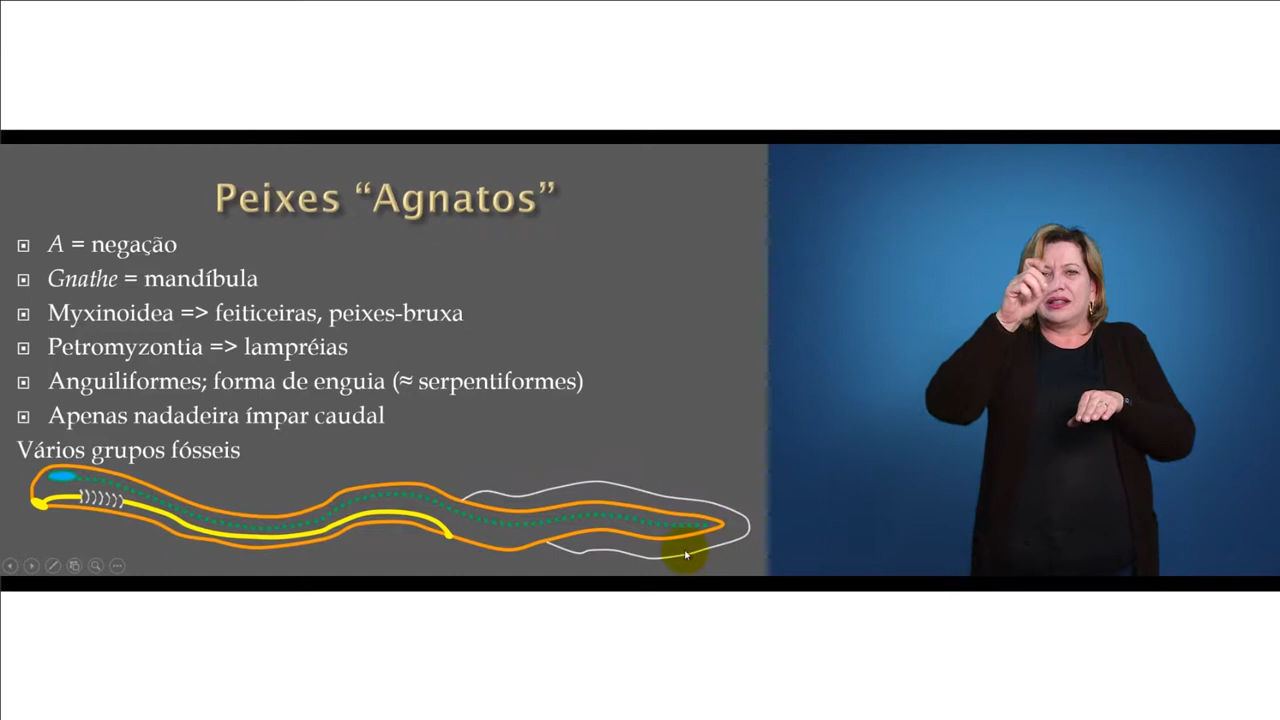 Peixes “Agnatos”
A = negação
Gnathe = mandíbula
Myxinoidea => feiticeiras, peixes-bruxa
Petromyzontia => lampréias
Anguiliformes; forma de enguia (≈ serpentiformes)
Apenas nadadeira ímpar caudal
Vários grupos fósseis